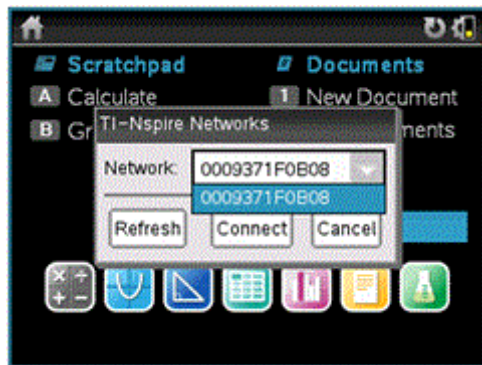 Scratchpad Documents
A Calculate 1 New Document
B Gr ments
TI-Nspire Networks
Network: 0009371F0B08
0009371F0B08
Refresh Connect Cancel